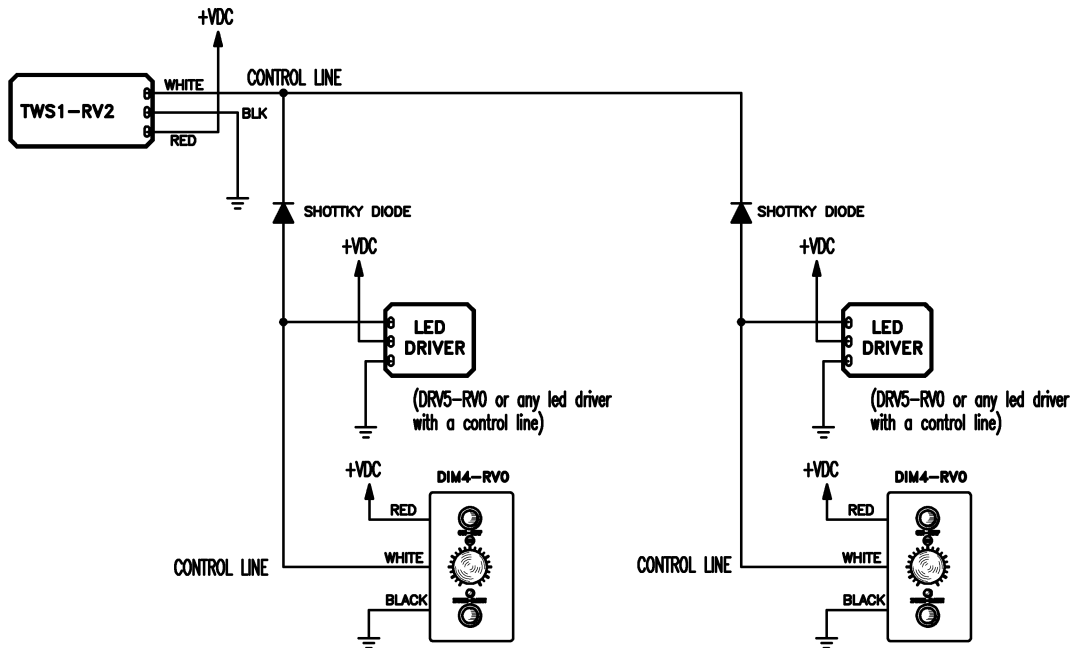 +VDC
WHITE
CONTROL LINE
TWS1-RV2
BLK
RED
SHOTTKY DIODE
SHOTTKY DIODE
+VDC
+VDC
LED
DRIVER
LED
DRIVER
(DRV5-RV0 or any led driver
with a control line)
(DRV5-RV0 or any led driver
with a control line)
+VDC
DIM4-RV0
+VDC
DIM4-RV0
RED
RED
WHITE
WHITE
CONTROL LINE
CONTROL LINE
BLACK
BLACK